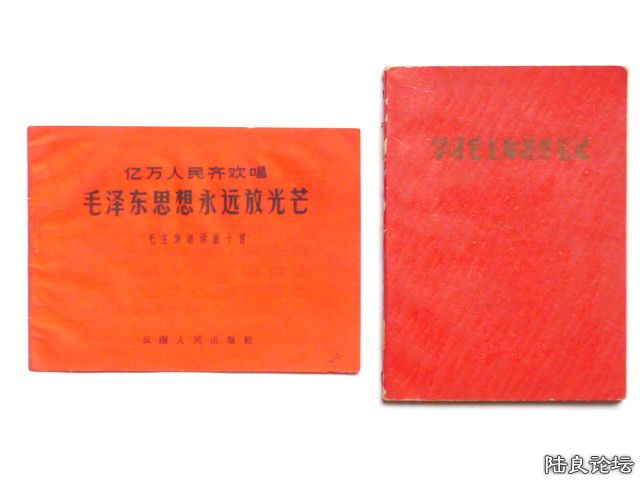 亿万人民齐欢唱
毛泽东思想永远放光芒
毛主席语录曲十首
云南人民出版社
学习毛主席著作笔记
陆良论坛